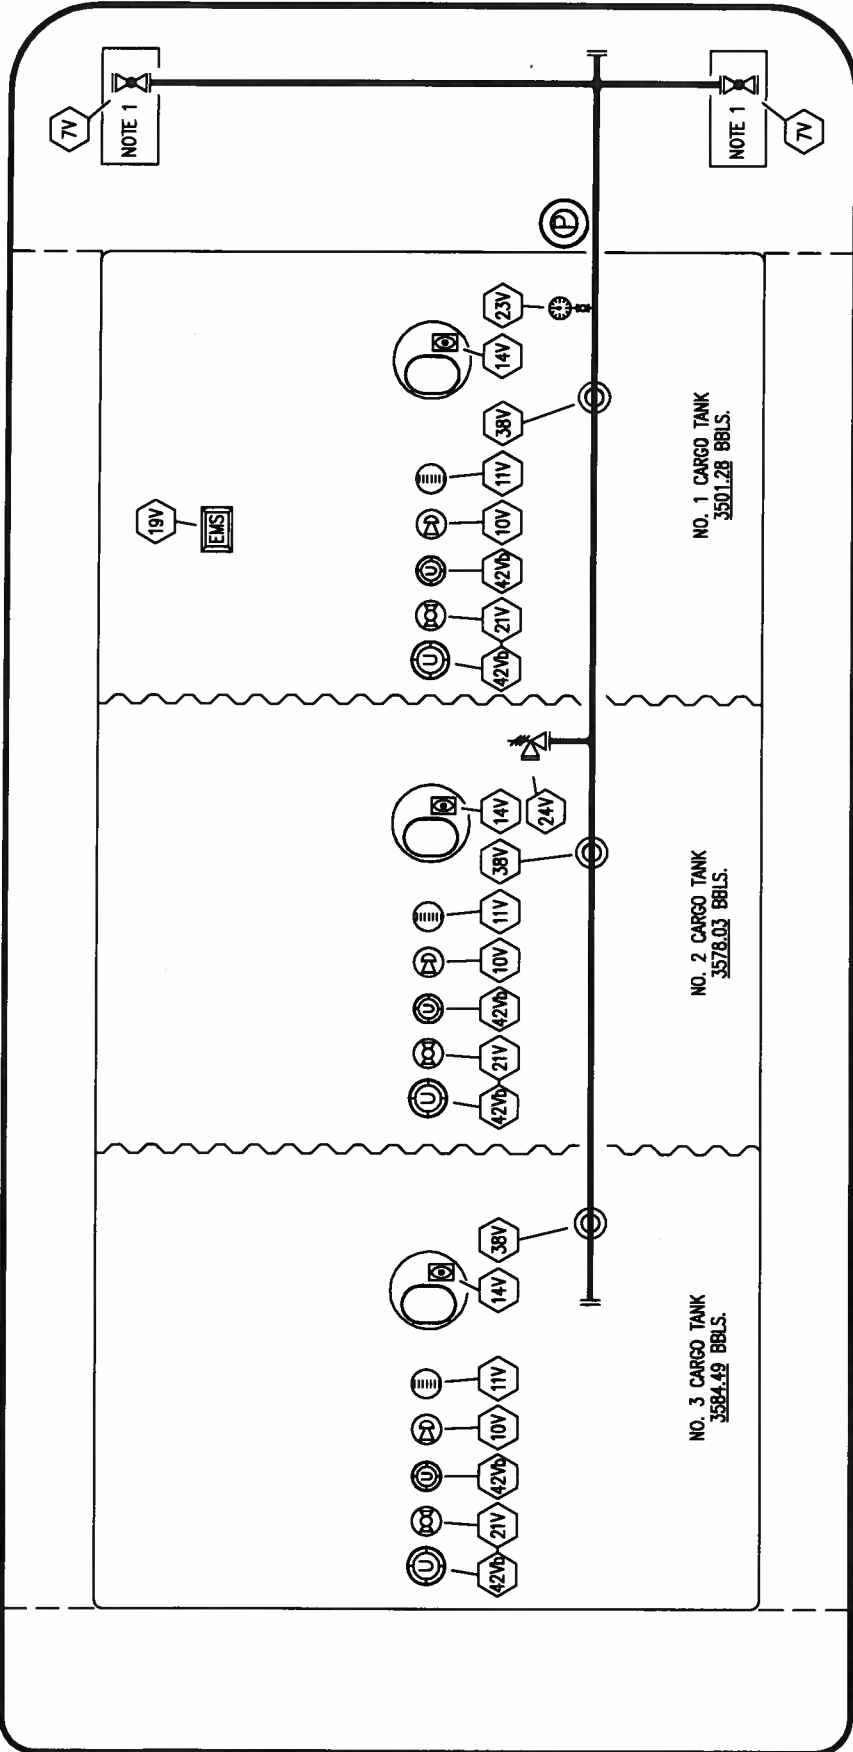 7V
NOTE 1
NOTE 1
7V
P
19V
EMS
23V
14V
38V
11V
10V
U
42Vb
21V
U
42Vb
NO. 1 CARGO TANK
3501.28 BBLS.
14V
24V
38V
11V
10V
U
42Vb
21V
U
42Vb
NO. 2 CARGO TANK
3578.03 BBLS.
38V
14V
11V
10V
U
42Vb
21V
U
42Vb
NO. 3 CARGO TANK
3584.49 BBLS.